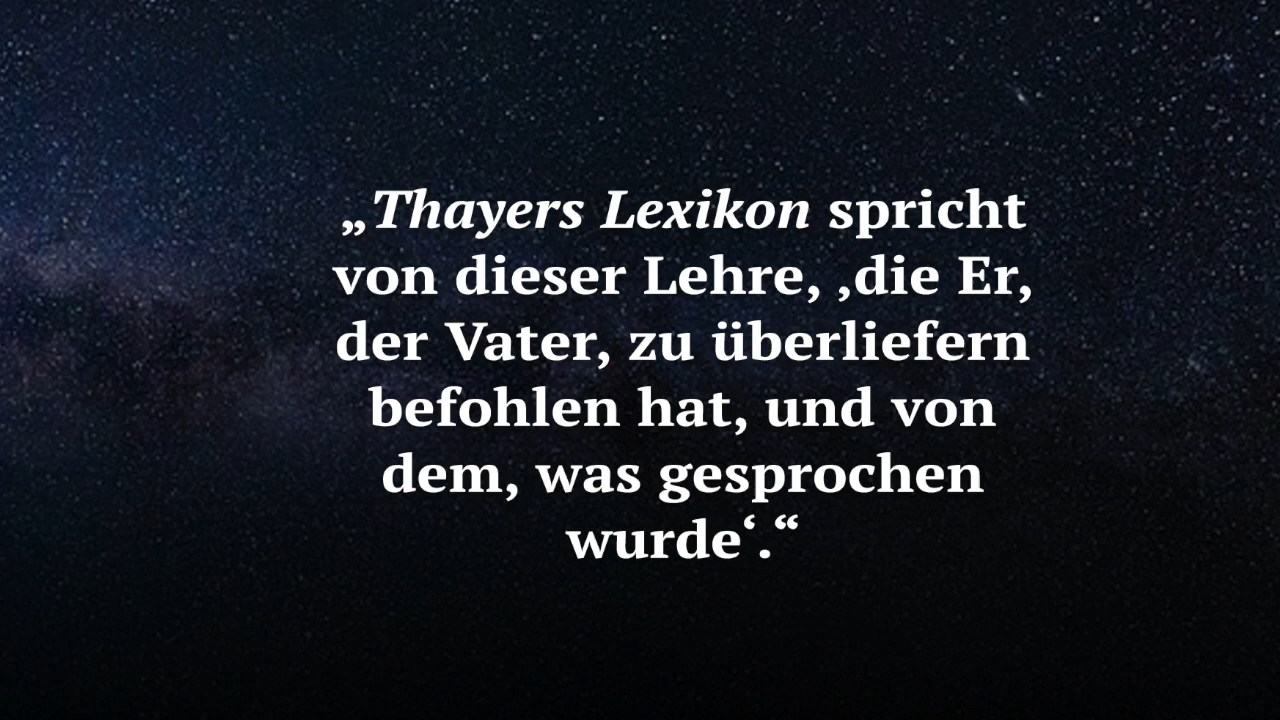 „Thayers Lexikon spricht
von dieser Lehre, ‚die Er,
der Vater, zu überliefern
befohlen hat, und von
dem, was gesprochen
wurde‘.“